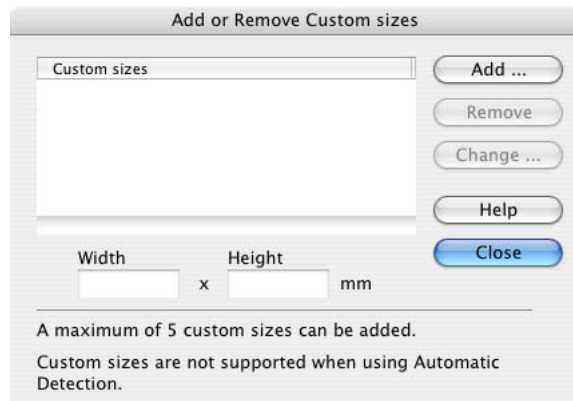 Add or Remove Custom sizes
Custom sizes
Add ...
Remove
Change ...
Help
Close
Width
Height
x
mm
A maximum of 5 custom sizes can be added.
Custom sizes are not supported when using Automatic
Detection.